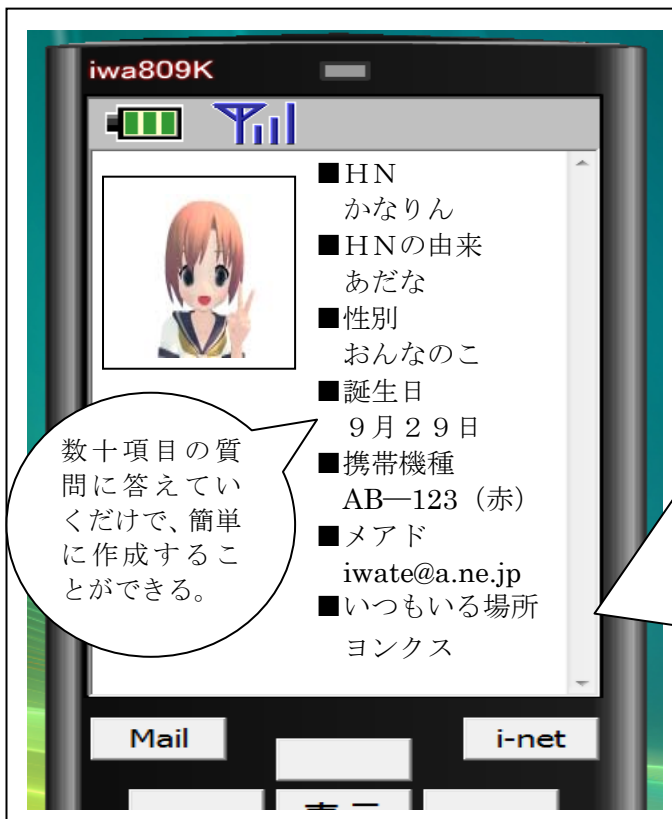 iwa809K
■ＨＮ
かなりん
■ＨＮの由来
あだな
■性別
おんなのこ
■誕生日
９月２９日
■携帯機種
AB―123（赤）
■メアド
iwate@a.ne.jp
■いつもいる場所
ヨンクス
数十項目の質
問に答えてい
くだけで、簡単
に作成するこ
とができる。
Mail
i-net
表示